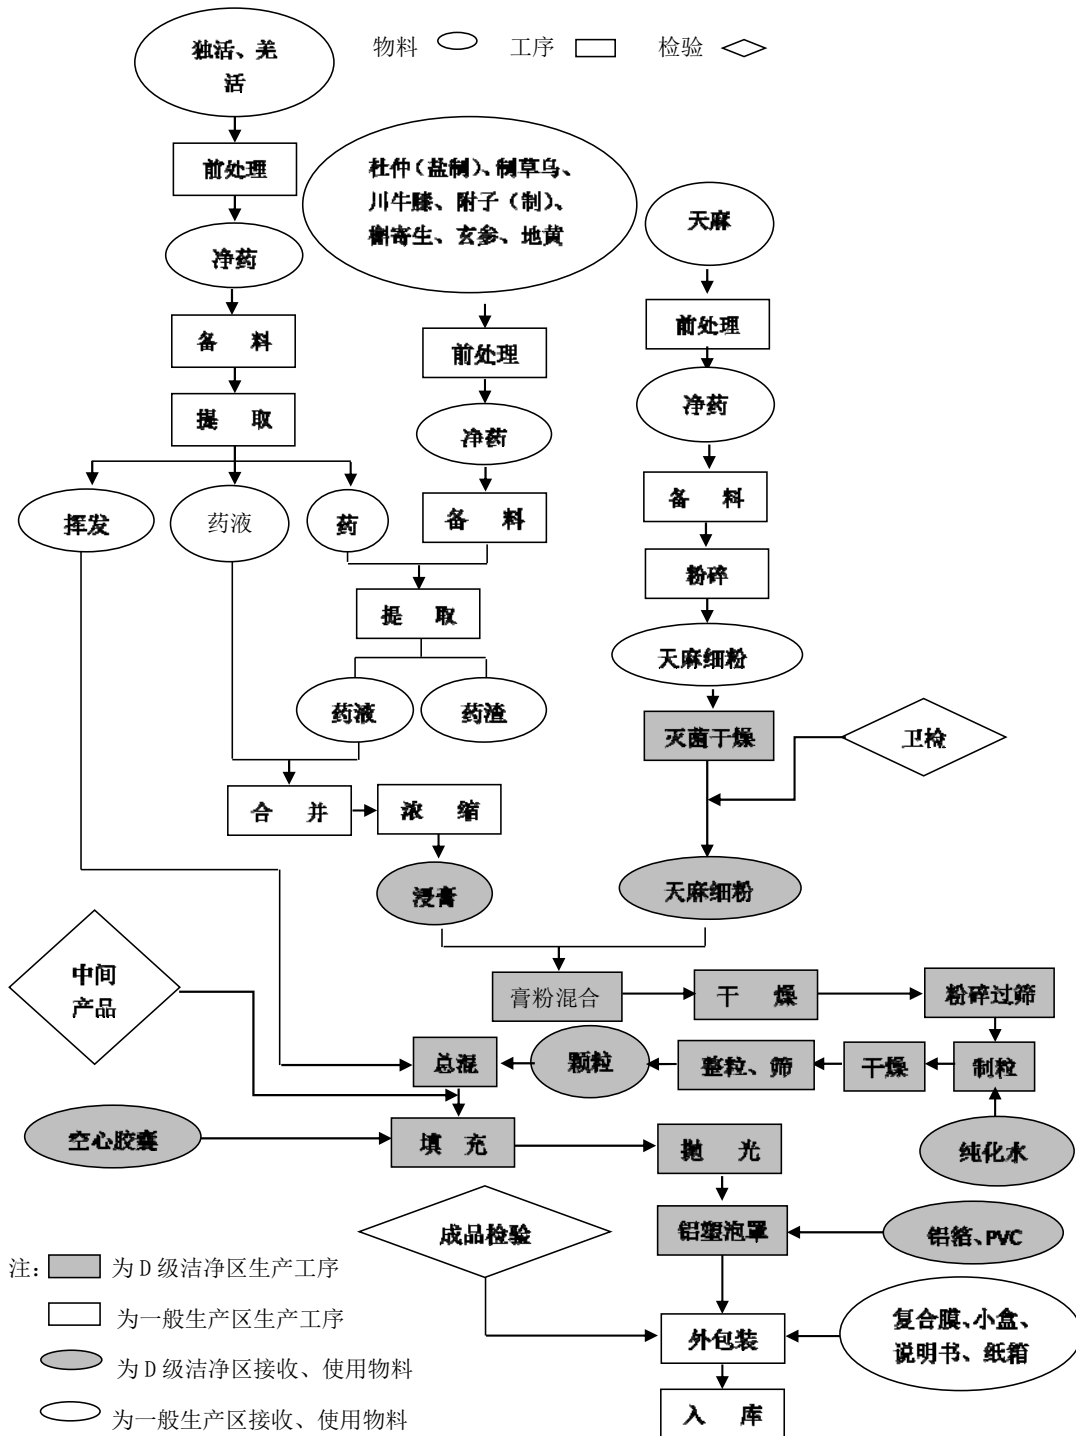 独活、羌
活
物料
工序
检验
前处理
净药
备 料
提 取
挥发
药液
药
杜仲（盐制）、制草乌、
川牛膝、附子（制）、
槲寄生、玄参、地黄
前处理
净药
备 料
提 取
药液
药渣
合 并
浓 缩
浸膏
天麻
前处理
净药
备 料
粉碎
天麻细粉
灭菌干燥
卫检
天麻细粉
中间
产品
膏粉混合
干 燥
粉碎过筛
总混
颗粒
整粒、筛
干燥
制粒
空心胶囊
填 充
抛 光
纯化水
成品检验
铝塑泡罩
铝箔、PVC
外包装
复合膜、小盒、
说明书、纸箱
入 库
注：
为 D 级洁净区生产工序
为一般生产区生产工序
为 D 级洁净区接收、使用物料
为一般生产区接收、使用物料